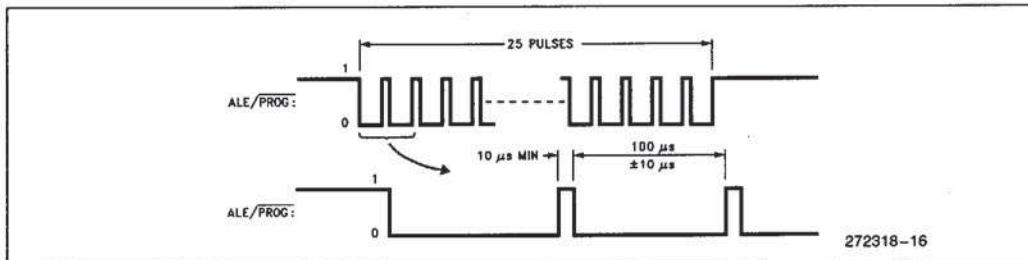 25 PULSES
1
ALE/PROG:
0
10 μs MIN
100 μs
±10 μs
1
ALE/PROG:
0
272318-16